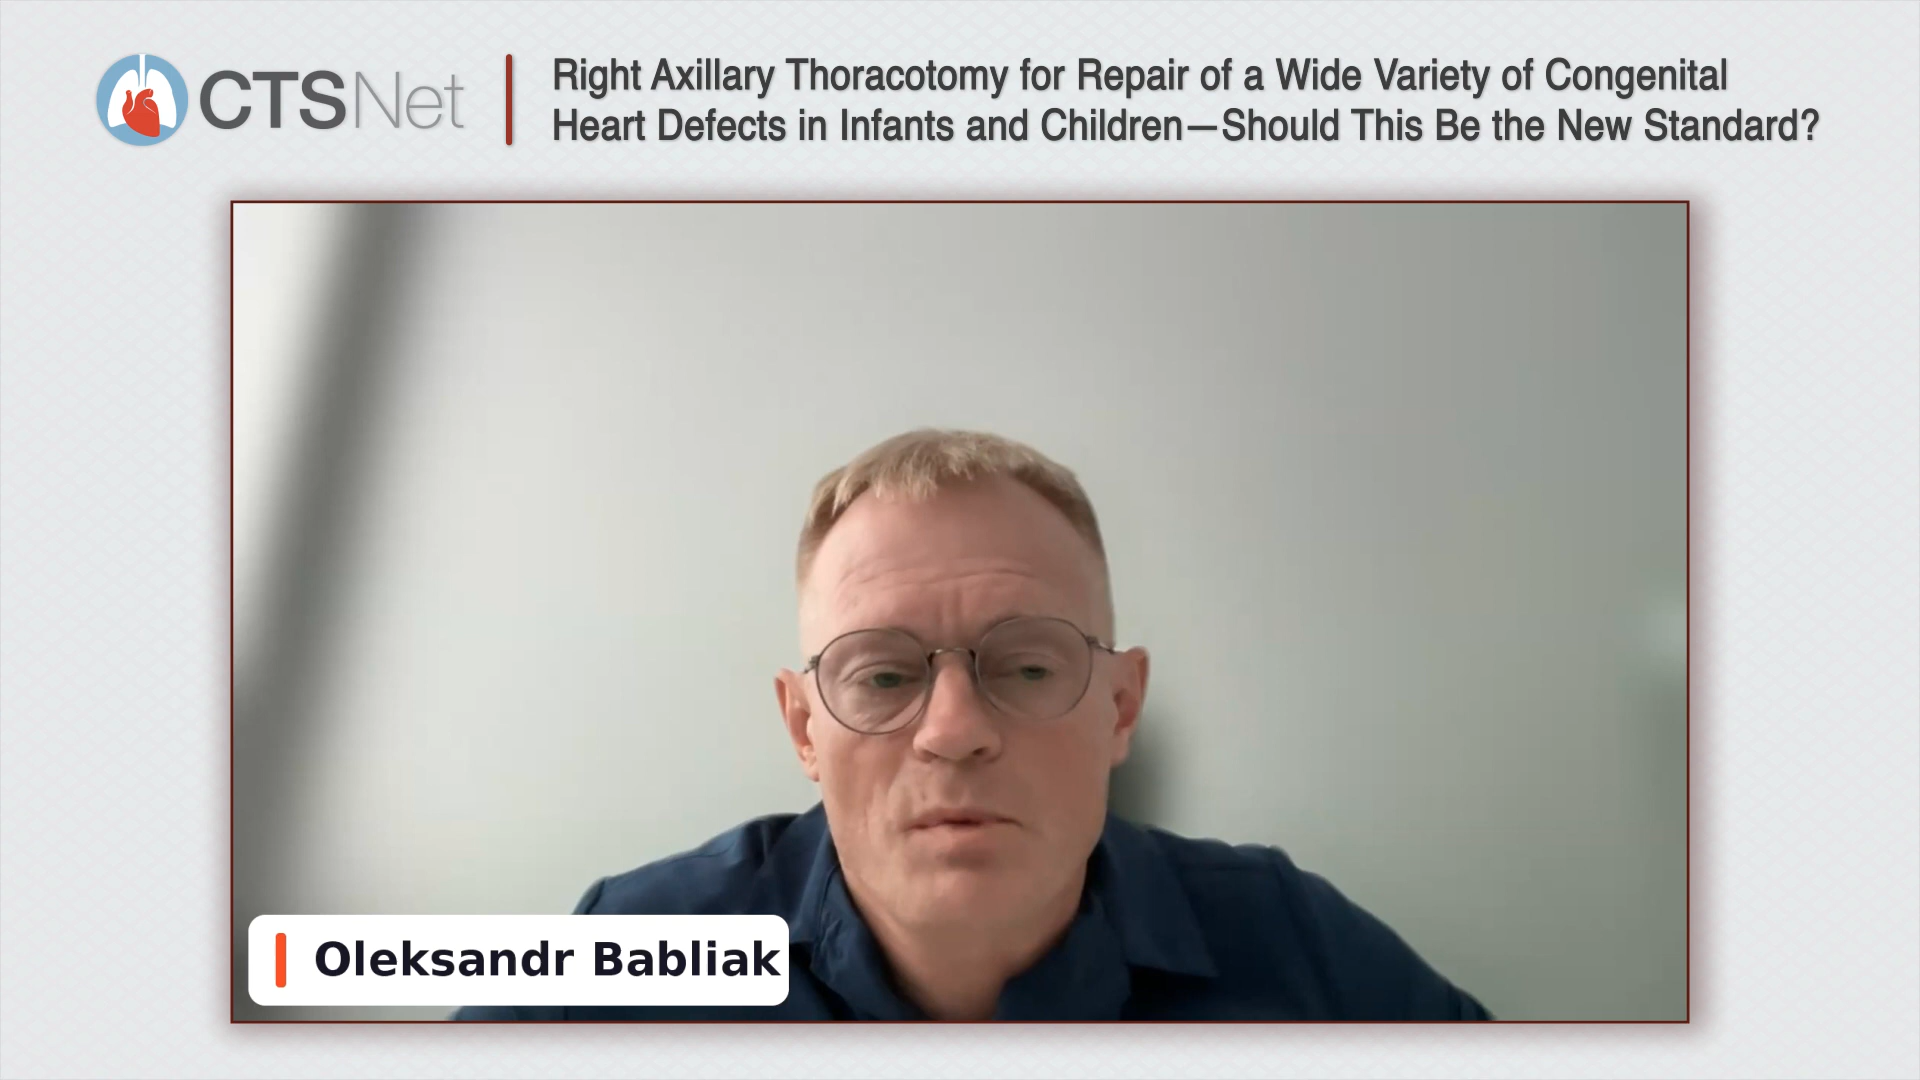 CTSNet
Right Axillary Thoracotomy for Repair of a Wide Variety of Congenital
Heart Defects in Infants and Children—Should This Be the New Standard?
Oleksandr Babliak